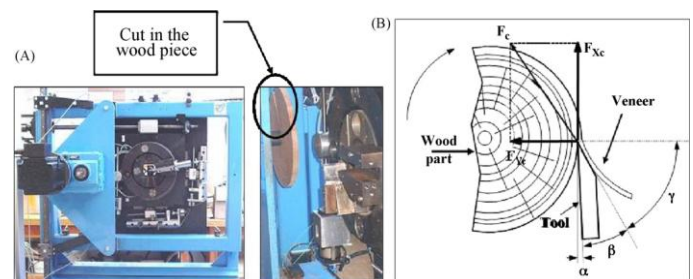 (A)
Cut in the
wood piece
(B)
Fc
FXc
Veneer
Wood
part
FYc
Tool
γ
β
α